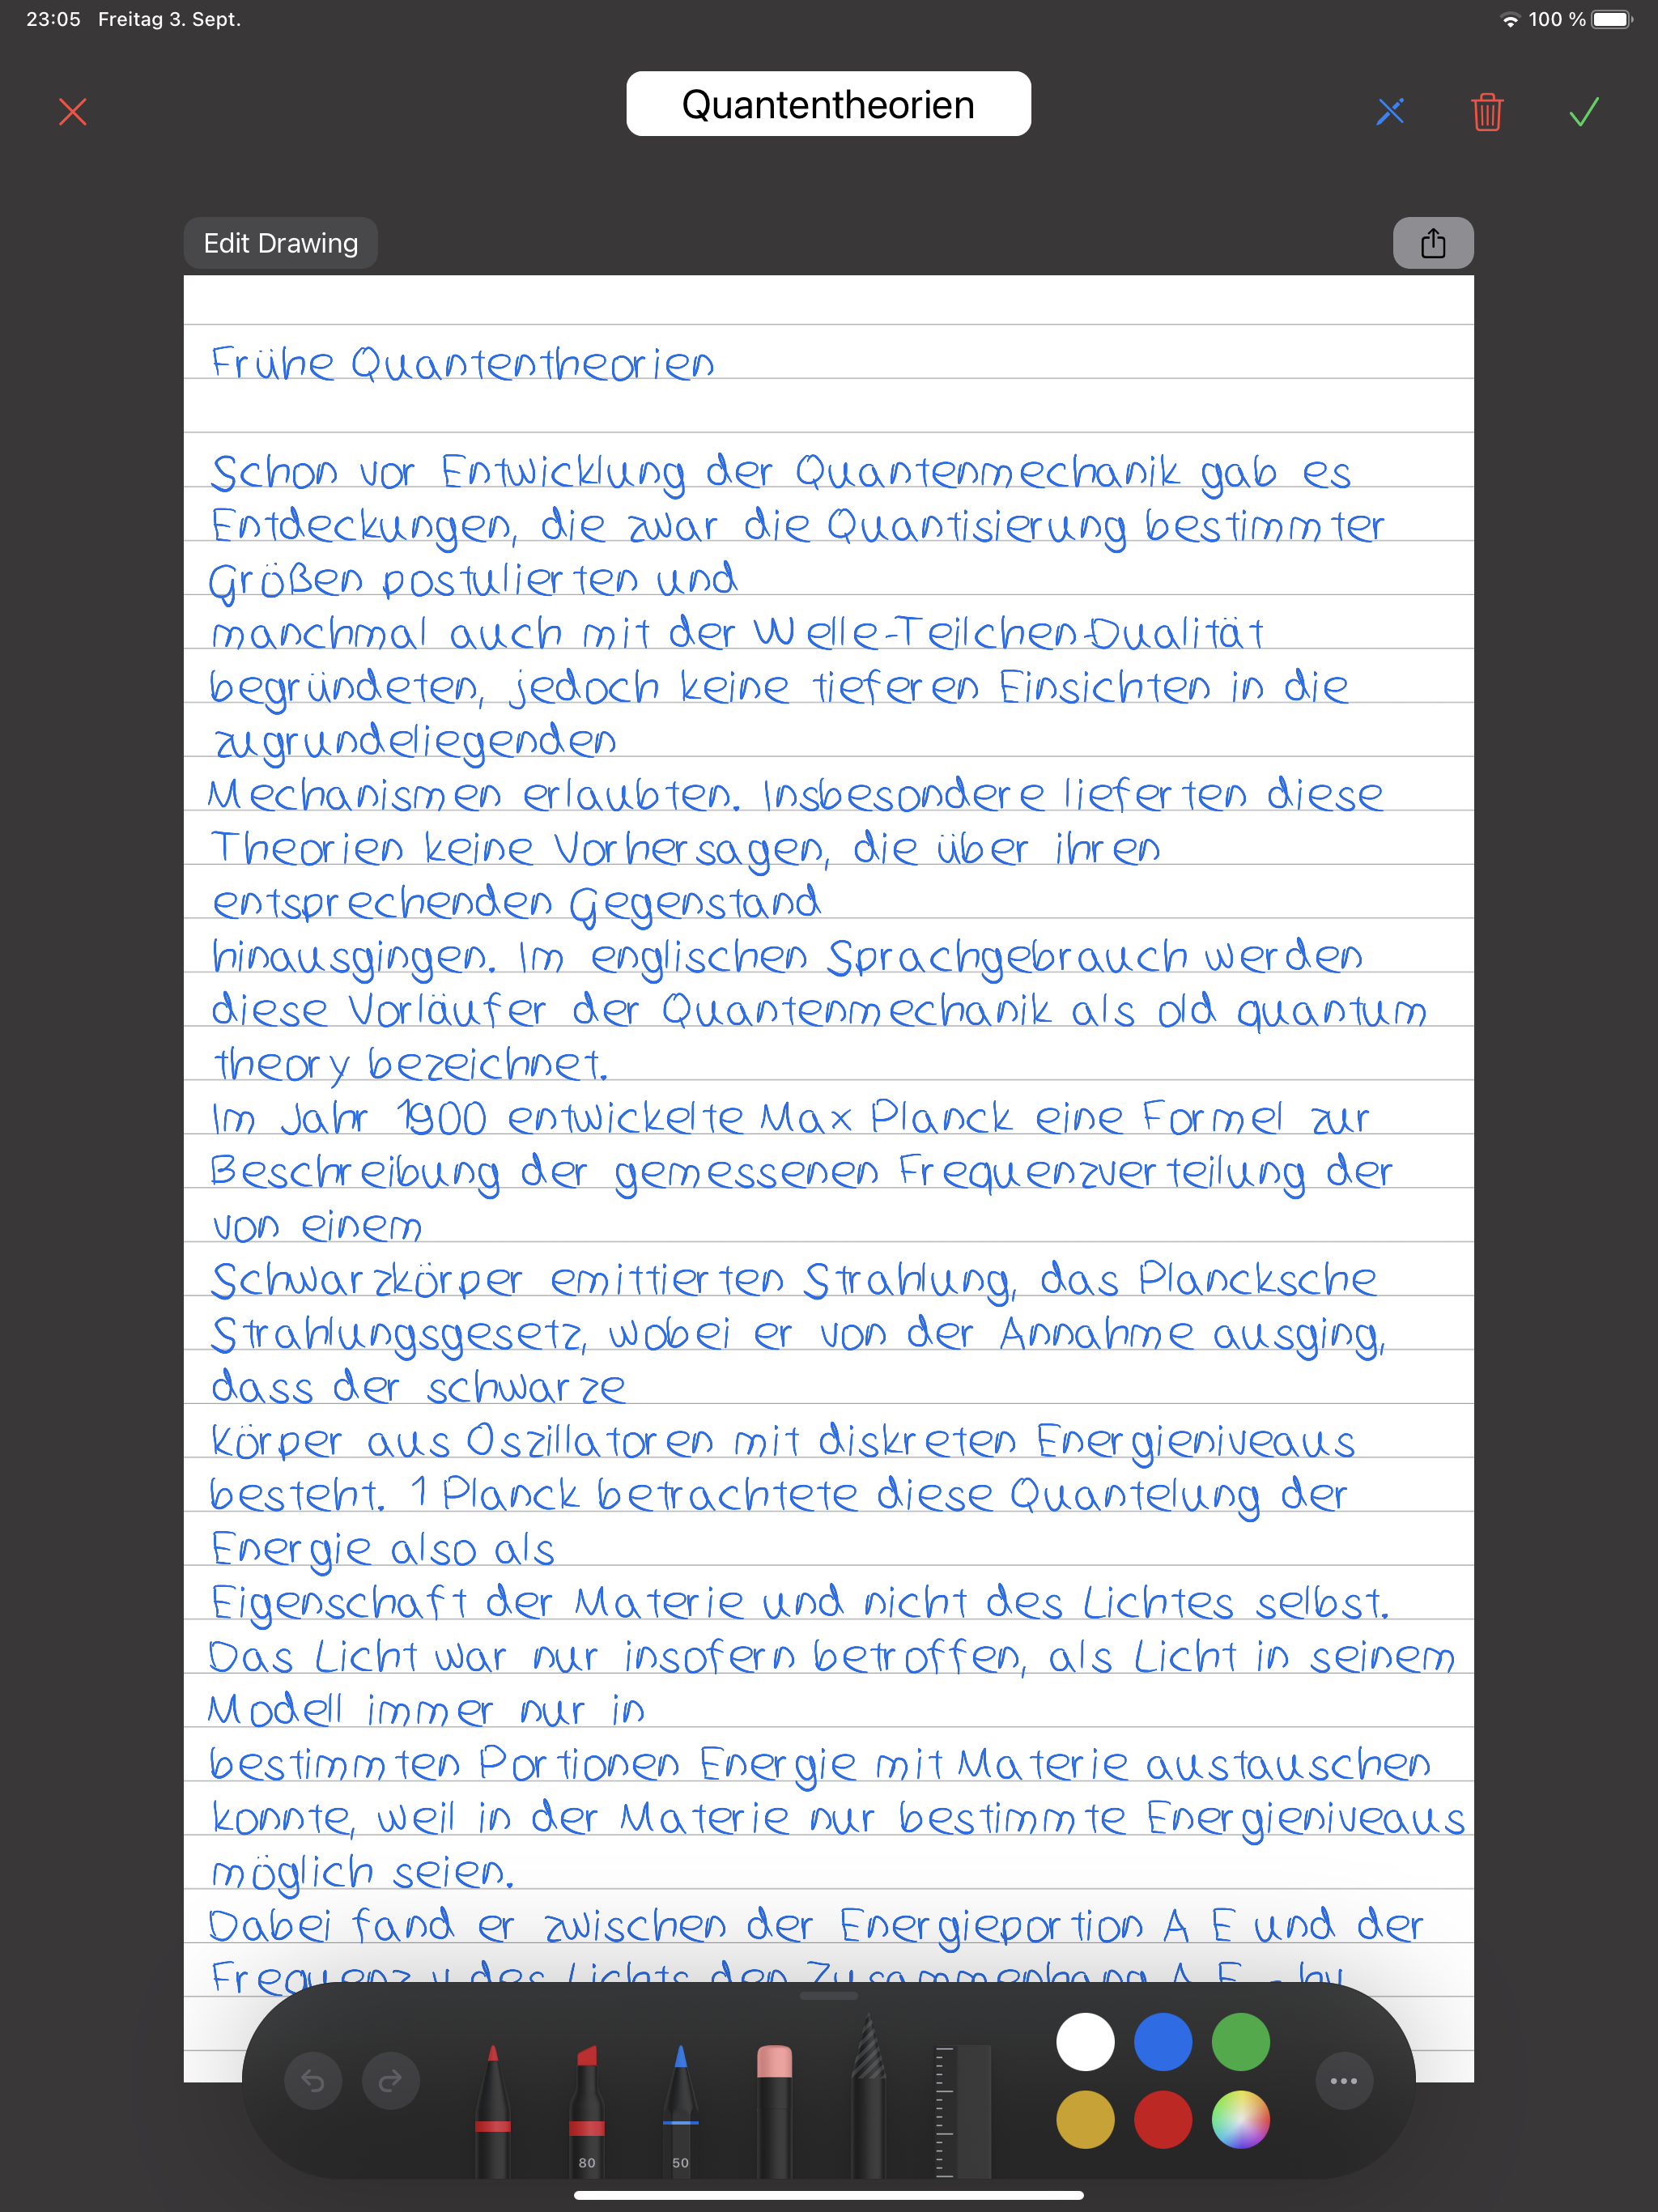 23:05 Freitag 3. Sept.
100 %
Quantentheorien
Edit Drawing
Frühe Quantentheorien
Schon vor Entwicklung der Quantenmechanik gab es
Entdeckungen, die zwar die Quantisierung bestimmter
Größen postulierten und
manchmal auch mit der Welle-Teilchen-Dualität
begründeten, jedoch keine tieferen Einsichten in die
zugrundeliegenden
Mechanismen erlaubten. Insbesondere lieferten diese
Theorien keine Vorhersagen, die über ihren
entsprechenden Gegenstand
hinausgingen. Im englischen Sprachgebrauch werden
diese Vorläufer der Quantenmechanik als old quantum
theory bezeichnet.
Im Jahr 1900 entwickelte Max Planck eine Formel zur
Beschreibung der gemessenen Frequenzverteilung der
von einem
Schwarzkörper emittierten Strahlung, das Plancksche
Strahlungsgesetz, wobei er von der Annahme ausging,
dass der schwarze
Körper aus Oszillatoren mit diskreten Energieniveaus
besteht. 1 Planck betrachtete diese Quantelung der
Energie also als
Eigenschaft der Materie und nicht des Lichtes selbst.
Das Licht war nur insofern betroffen, als Licht in seinem
Modell immer nur in
bestimmten Portionen Energie mit Materie austauschen
konnte, weil in der Materie nur bestimmte Energieniveaus
möglich seien.
Dabei fand er zwischen der Energieportion A E und der
Frequenz des Lichts den Zusammenhang A E
80
50